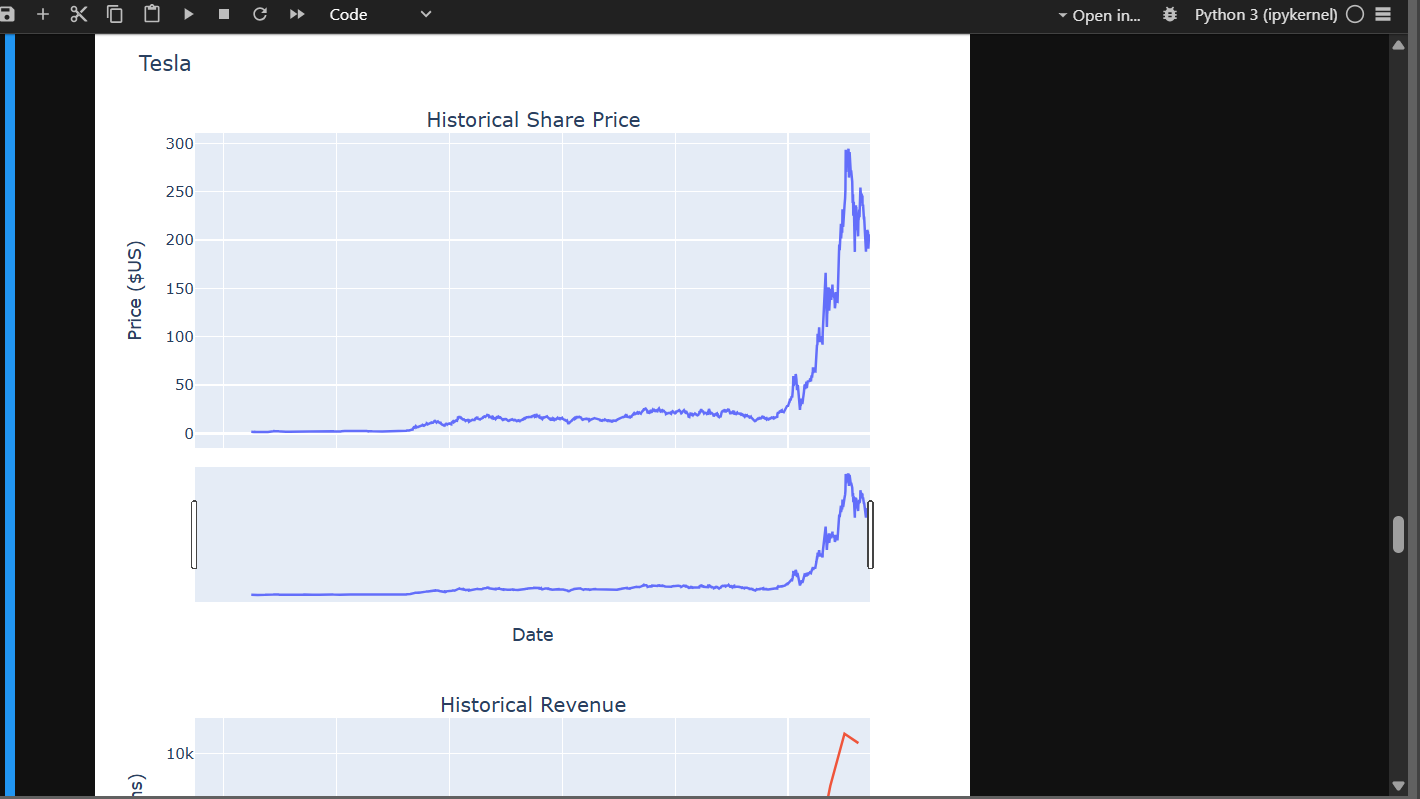 Code
Open in...
Python 3 (ipykernel)
Tesla
Historical Share Price
300
250
200
150
100
50
0
Price ($US)
Date
Historical Revenue
10k